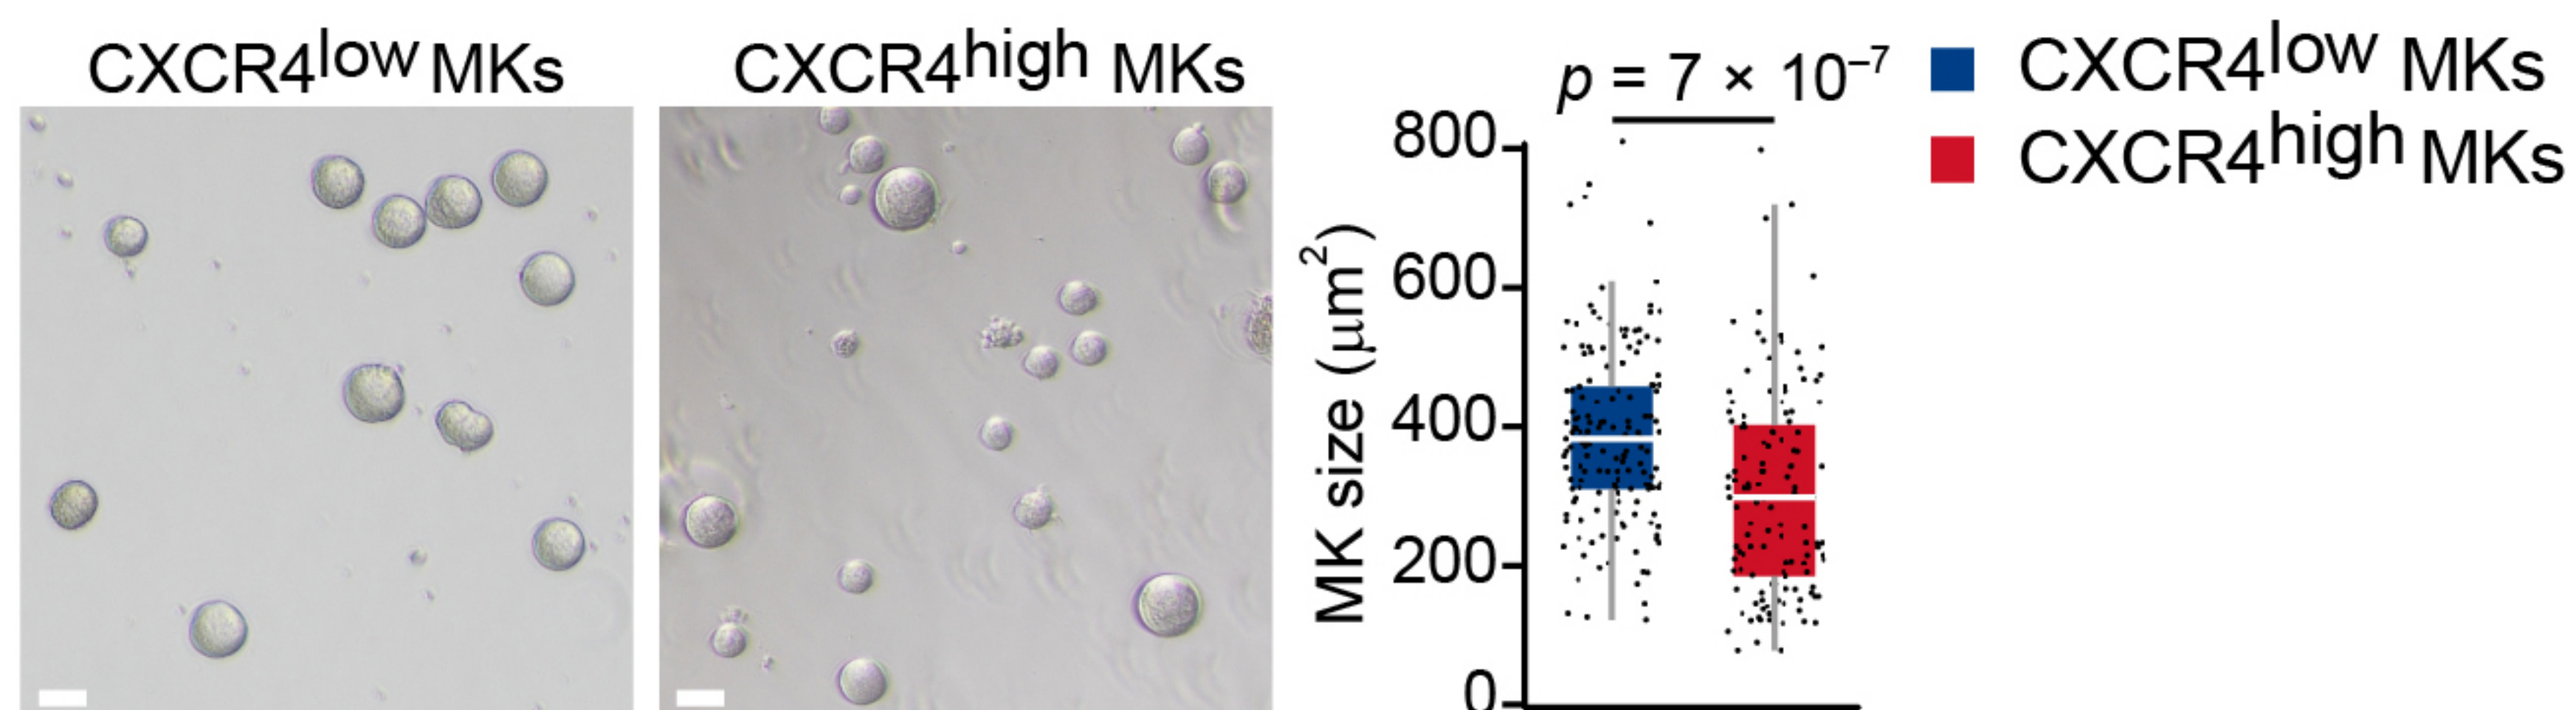 CXCR4low MKs
CXCR4high MKs
p = 7 × 10–7
CXCR4low MKs
CXCR4high MKs
MK size (μm2)
800
600
400
200
0